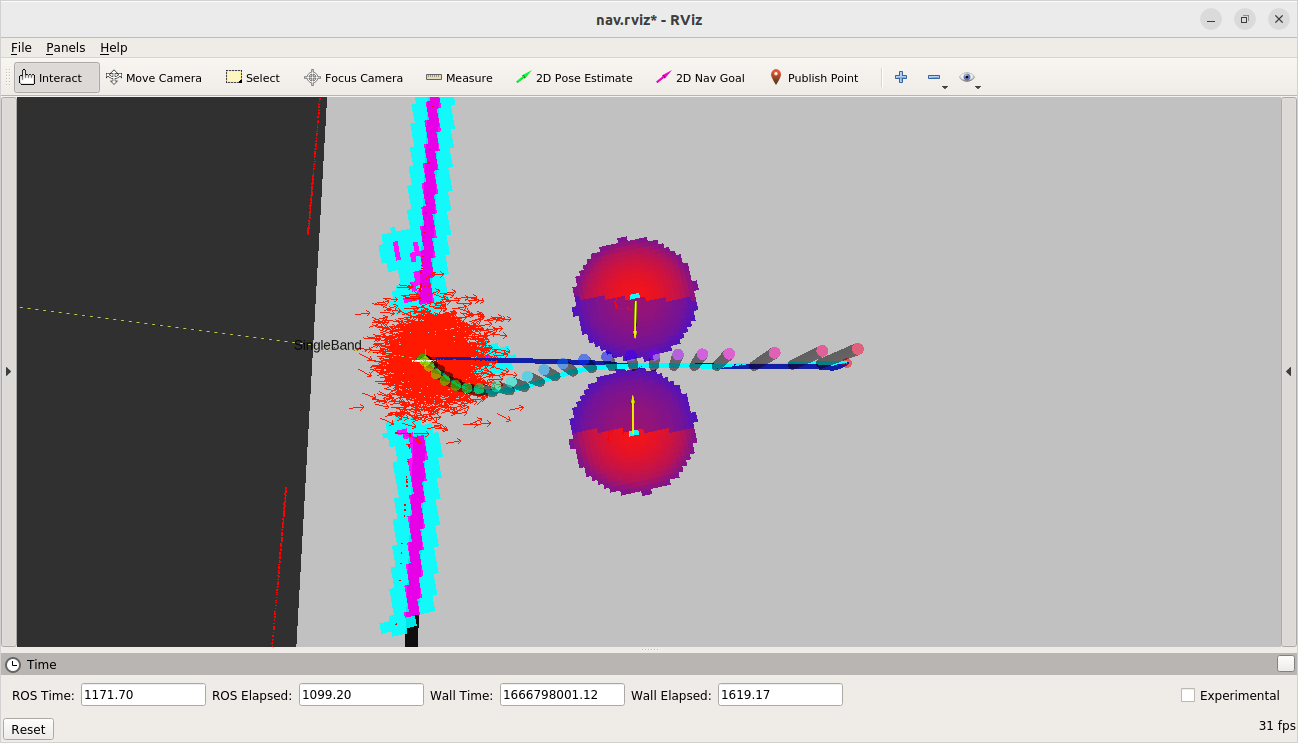 nav.rviz* - RViz
File Panels Help
Interact Move Camera Select Focus Camera Measure 2D Pose Estimate 2D Nav Goal Publish Point
SingleBand
Time
ROS Time: 1171.70 ROS Elapsed: 1099.20 Wall Time: 1666798001.12 Wall Elapsed: 1619.17 Experimental
Reset 31 fps